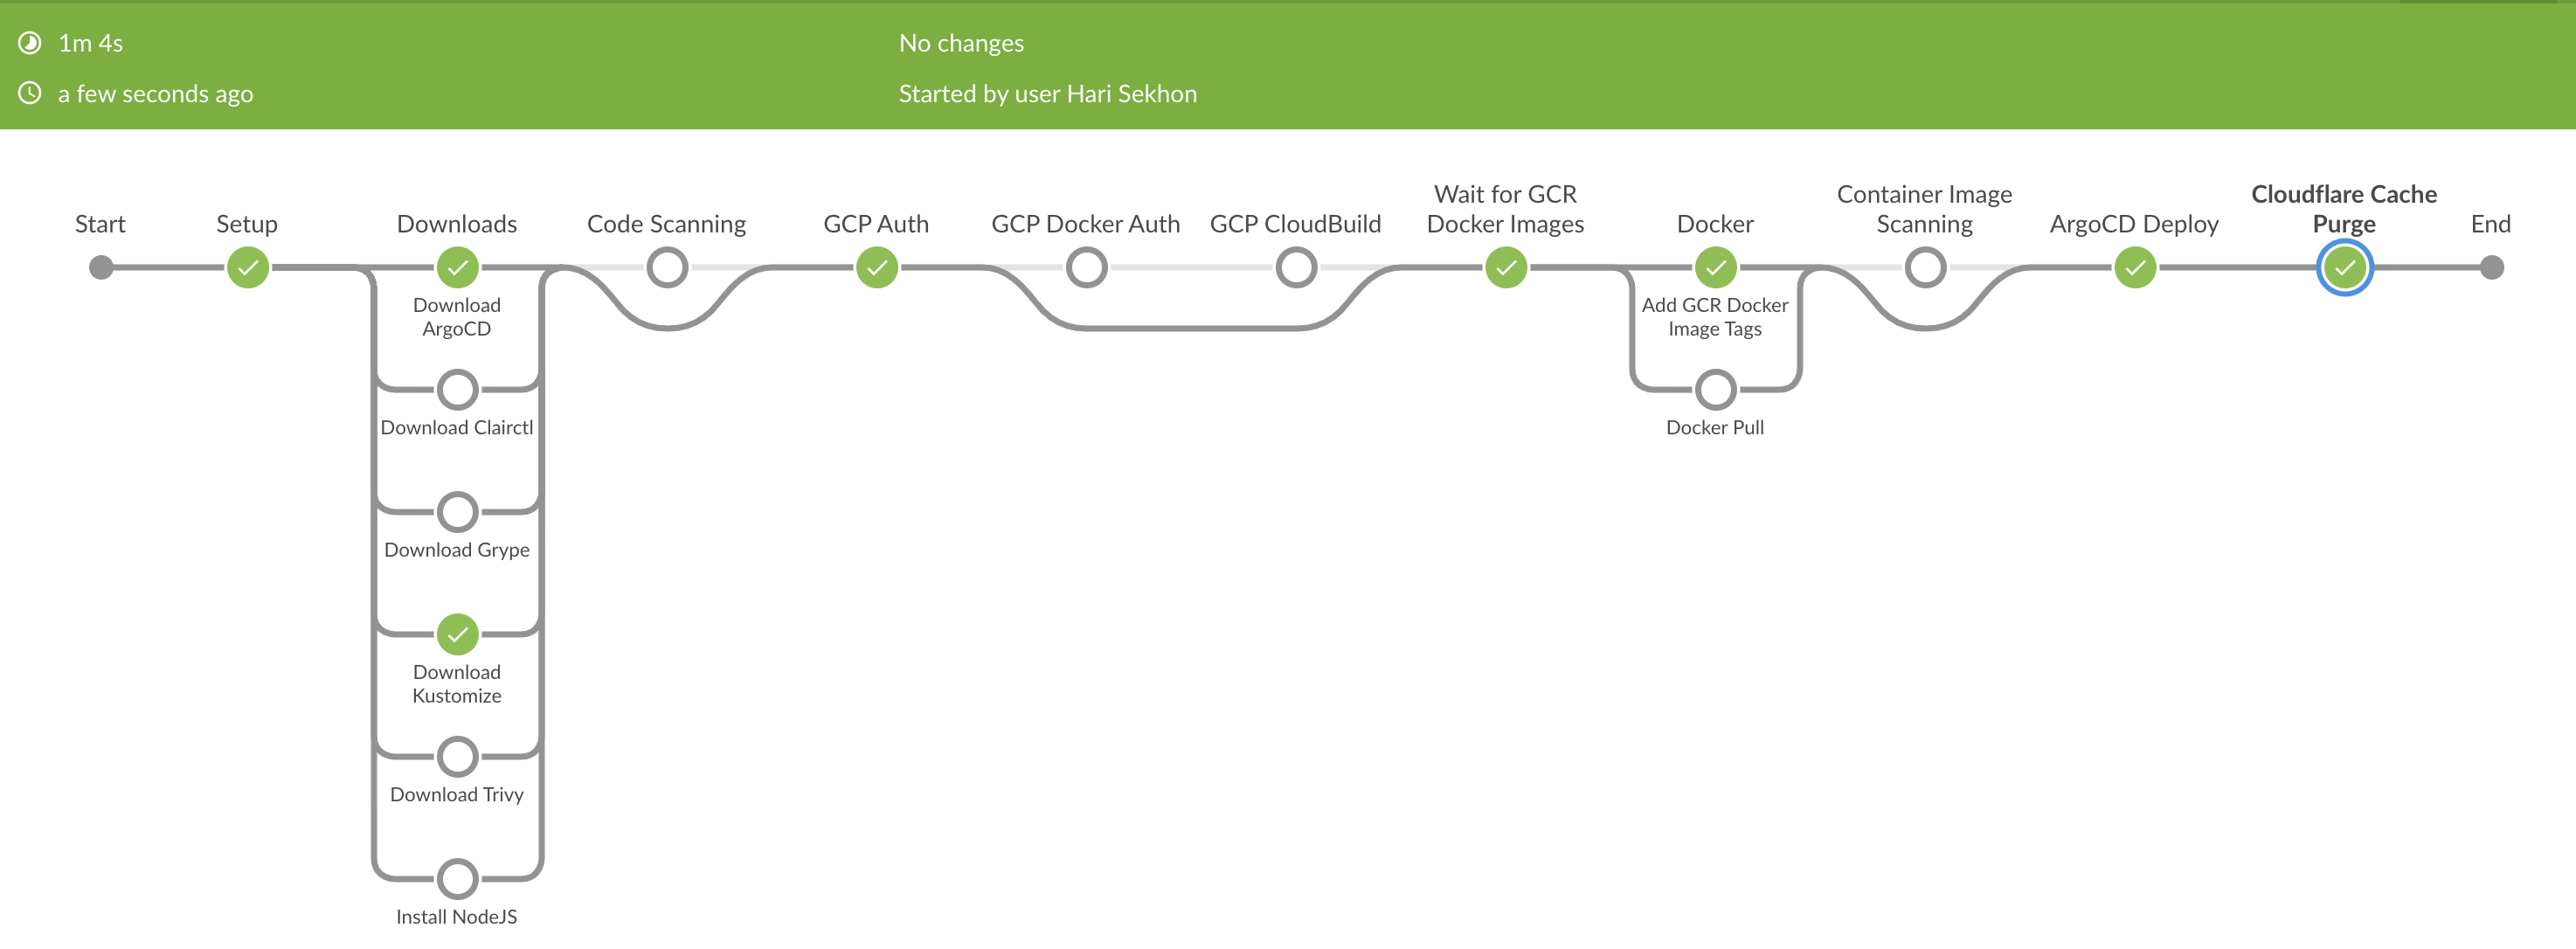 1m 4s
No changes
a few seconds ago
Started by user Hari Sekhon
Start
Setup
Downloads
Code Scanning
GCP Auth
GCP Docker Auth
GCP CloudBuild
Wait for GCR
Docker Images
Docker
Container Image
Scanning
ArgoCD Deploy
Cloudflare Cache
Purge
End
Download
ArgoCD
Download Clairctl
Download Grype
Download
Kustomize
Download Trivy
Install NodeJS
Add GCR Docker
Image Tags
Docker Pull